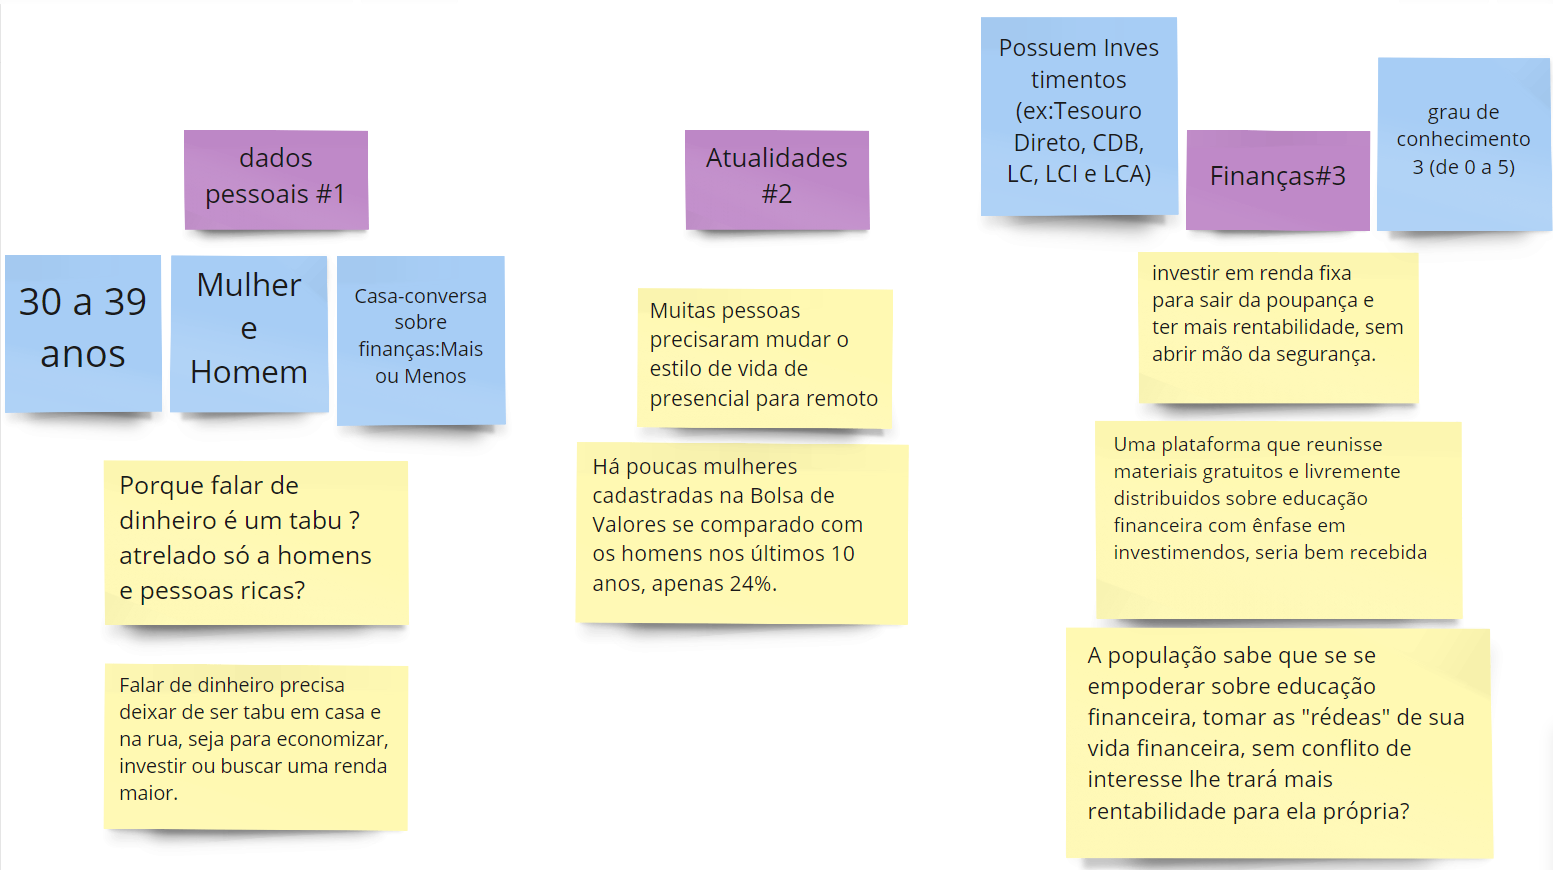 dados
pessoais #1
30 a 39
anos
Mulher
e
Homem
Casa-conversa
sobre
finanças:Mais
ou Menos
Porque falar de
dinheiro é um tabu ?
atrelado só a homens
e pessoas ricas?
Falar de dinheiro precisa
deixar de ser tabu em casa e
na rua, seja para economizar,
investir ou buscar uma renda
maior.
Atualidades
#2
Muitas pessoas
precisaram mudar o
estilo de vida de
presencial para remoto
Há poucas mulheres
cadastradas na Bolsa de
Valores se comparado com
os homens nos últimos 10
anos, apenas 24%.
Possuem Inves
timentos
(ex:Tesouro
Direto, CDB,
LC, LCI e LCA)
Finanças#3
grau de
conhecimento
3 (de 0 a 5)
investir em renda fixa
para sair da poupança e
ter mais rentabilidade, sem
abrir mão da segurança.
Uma plataforma que reunisse
materiais gratuitos e livremente
distribuidos sobre educação
financeira com ênfase em
investimendos, seria bem recebida
A população sabe que se se
empoderar sobre educação
financeira, tomar as "rédeas" de sua
vida financeira, sem conflito de
interesse lhe trará mais
rentabilidade para ela própria?